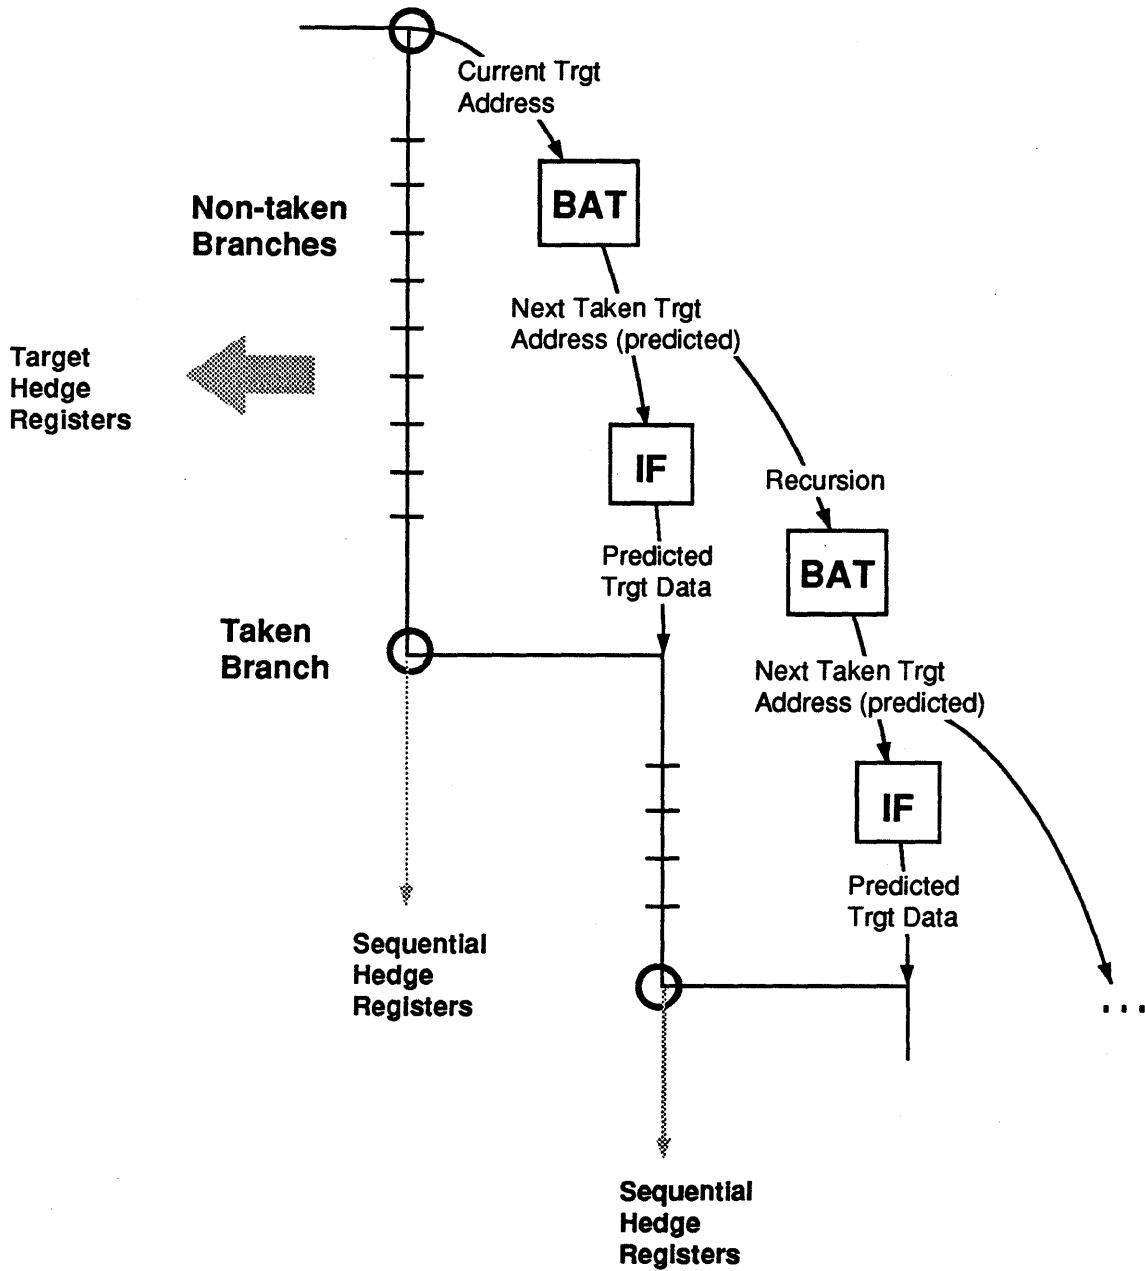 Current Trgt
Address
BAT
Non-taken
Branches
Next Taken Trgt
Address (predicted)
Target
Hedge
Registers
IF
Recursion
Predicted
Trgt Data
BAT
Taken
Branch
Next Taken Trgt
Address (predicted)
IF
Predicted
Trgt Data
Sequential
Hedge
Registers
...
Sequential
Hedge
Registers